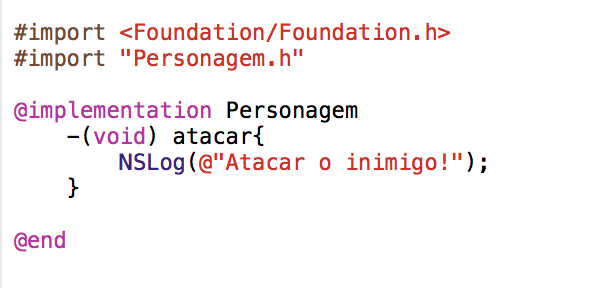 #import <Foundation/Foundation.h>
#import "Personagem.h"

@implementation Personagem
    -(void) atacar{
        NSLog(@"Atacar o inimigo!");
    }

@end